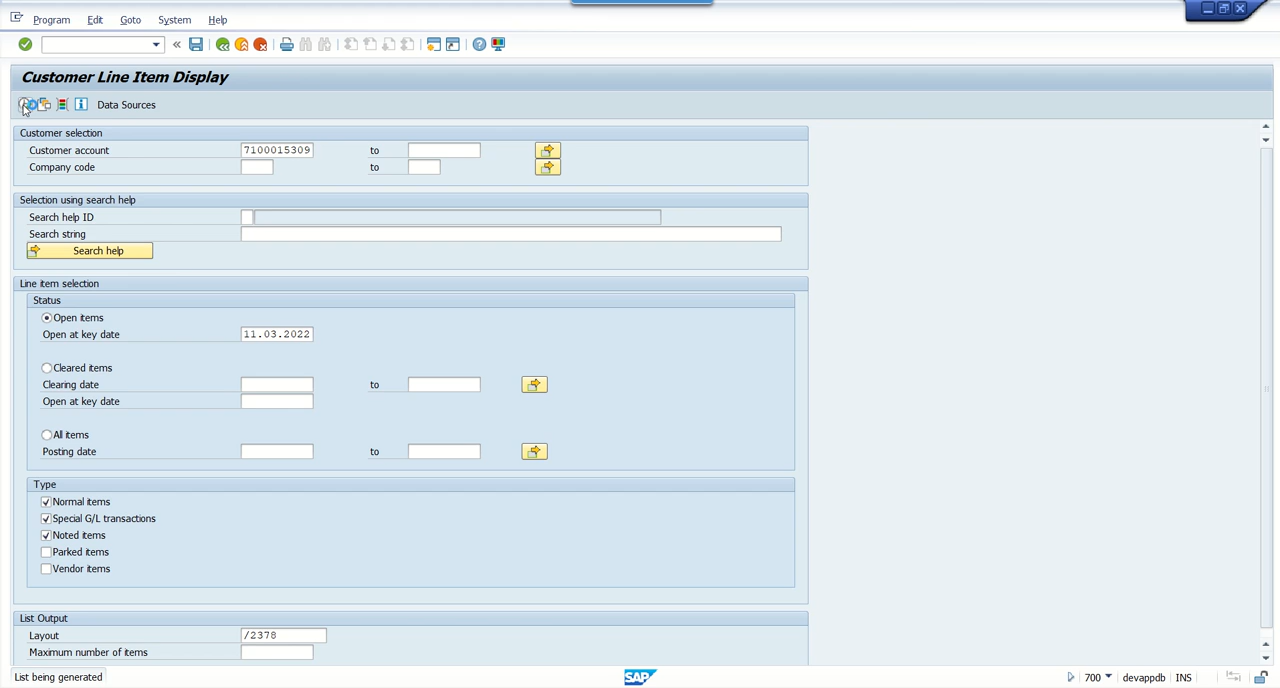 Program Edit Goto System Help
Customer Line Item Display
Data Sources
Customer selection
Customer account 7100015309 to
Company code to
Selection using search help
Search help ID
Search string
Search help
Line item selection
Status
Open items
Open at key date 11.03.2022
Cleared items
Clearing date to
Open at key date
All items
Posting date to
Type
Normal items
Special G/L transactions
Noted items
Parked items
Vendor items
List Output
Layout /2378
Maximum number of items
List being generated SAP 700 devappdb INS